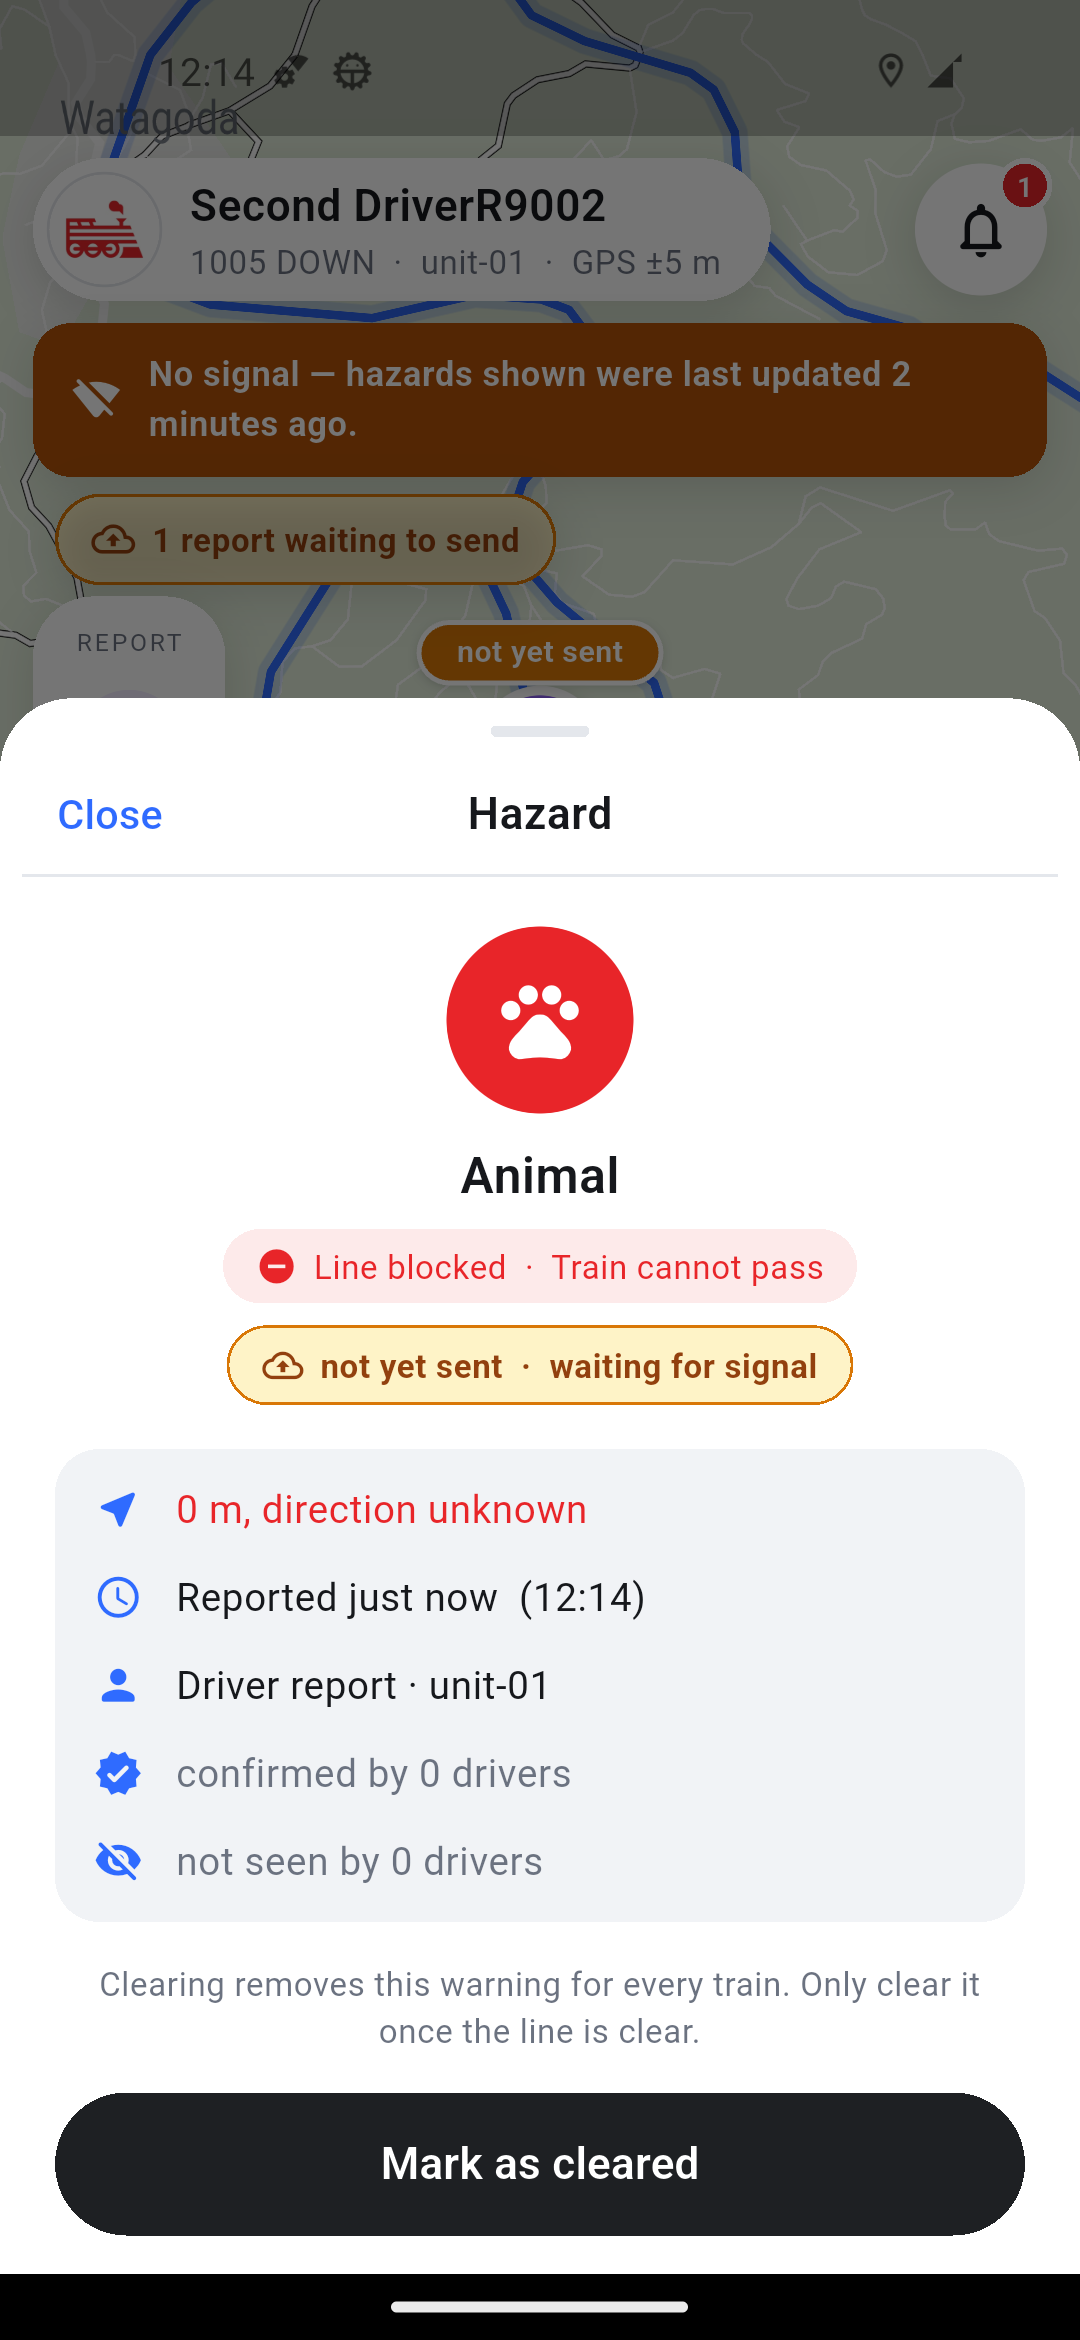 12:14
Watagoda
Second DriverR9002
1
1005 DOWN · unit-01 · GPS ±5 m
No signal — hazards shown were last updated 2
minutes ago.
1 report waiting to send
REPORT
not yet sent
Close
Hazard
Animal
Line blocked · Train cannot pass
not yet sent · waiting for signal
0 m, direction unknown
Reported just now (12:14)
Driver report · unit-01
confirmed by 0 drivers
not seen by 0 drivers
Clearing removes this warning for every train. Only clear it
once the line is clear.
Mark as cleared